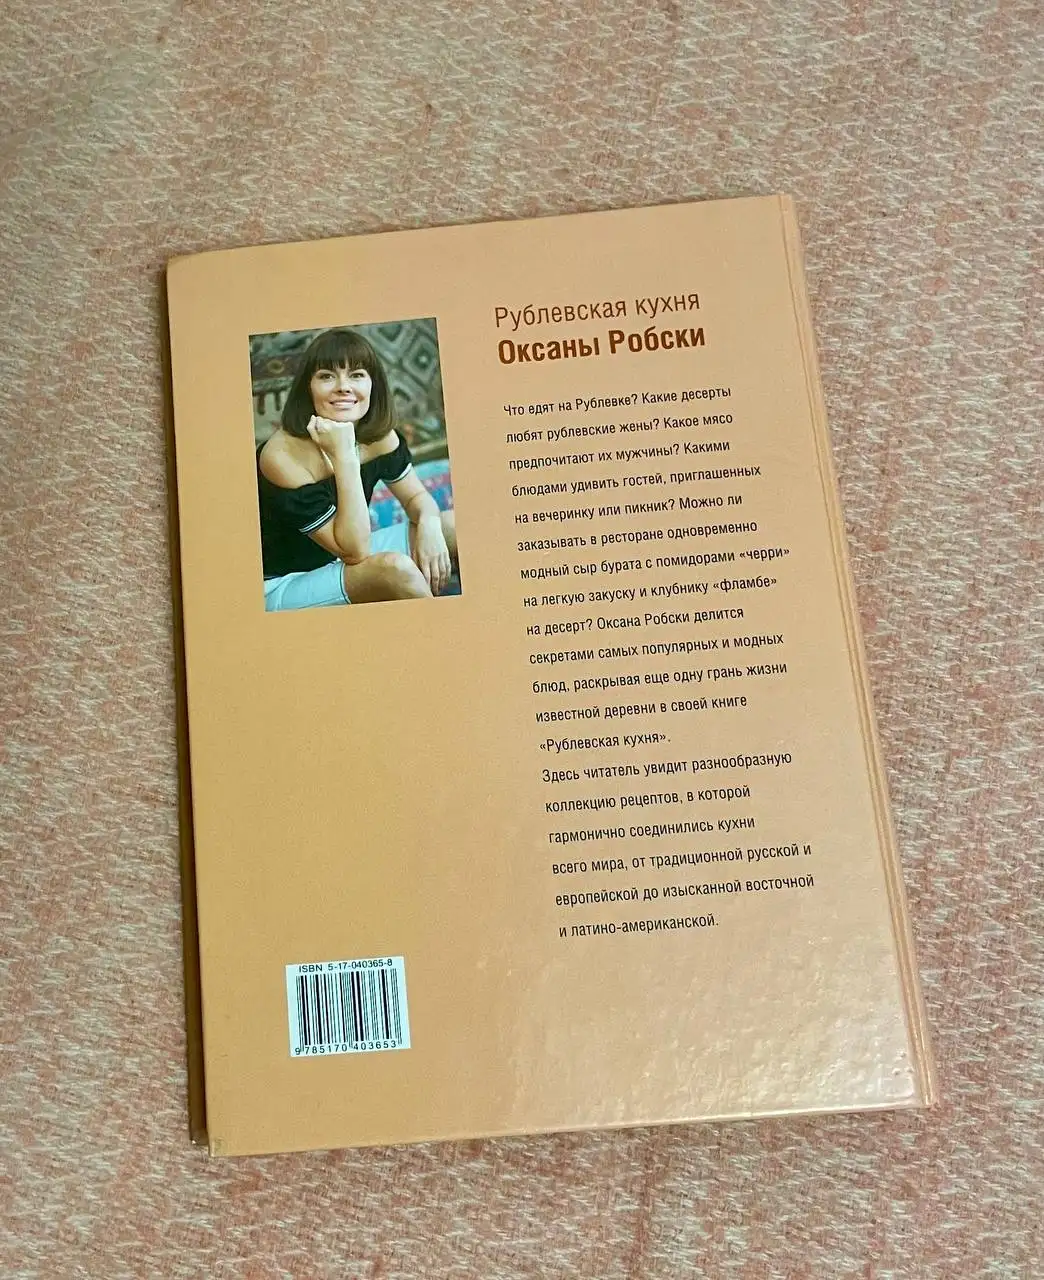 Рублевская кухня
Оксаны Робски
Что едят на Рублевке? Какие десерты
любят рублевские жены? Какое мясо
предпочитают их мужчины? Какими
блюдами удивить гостей, приглашенных
на вечеринку или пикник? Можно ли
заказывать в ресторане одновременно
модный сыр бурата с помидорами «черри»
на легкую закуску и клубнику «фламбе»
на десерт? Оксана Робски делится
секретами самых популярных и модных
блюд, раскрывая еще одну грань жизни
известной деревни в своей книге
«Рублевская кухня».
Здесь читатель увидит разнообразную
коллекцию рецептов, в которой
гармонично соединились кухни
всего мира, от традиционной русской и
европейской до изысканной восточной
и латино-американской.
ISBN 5-17-040365-8
9 785170 403653